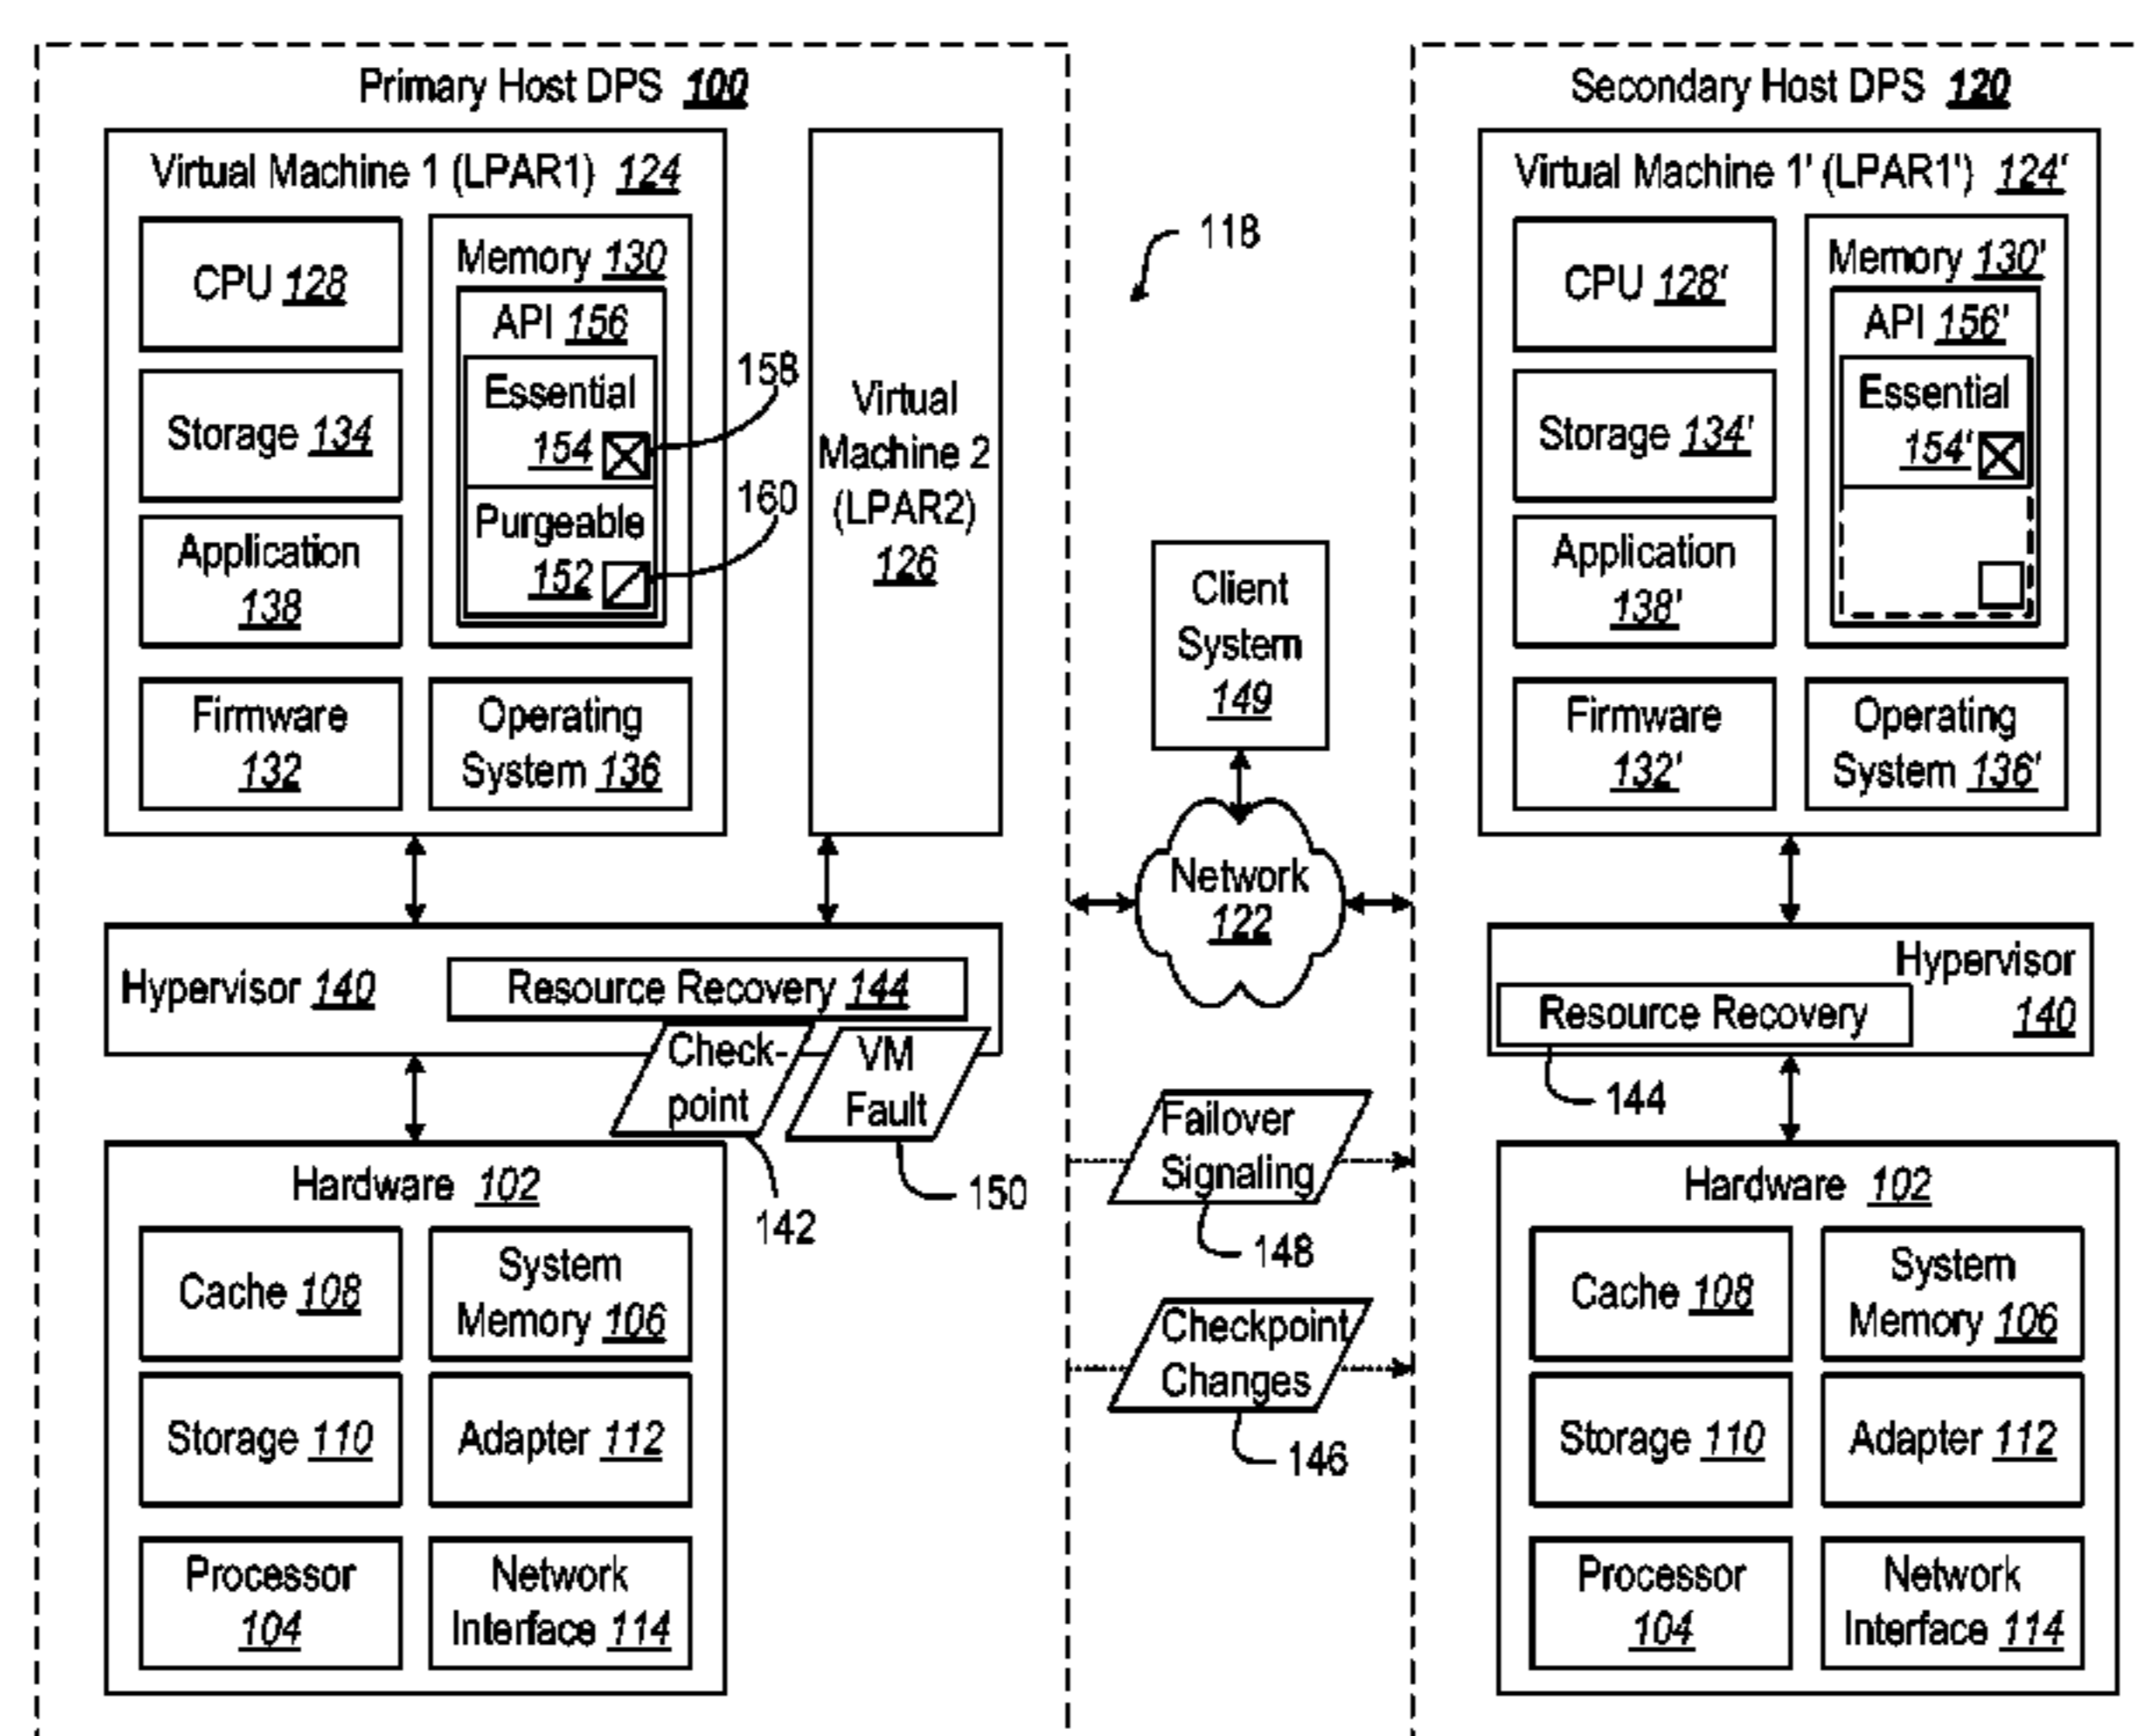 Primary Host DPS 100
Virtual Machine 1 (LPAR1) 124
CPU 128
Memory 130
API 156
Essential
154
158
Purgeable
152
160
Storage 134
Application
138
Firmware
132
Operating
System 136
Virtual
Machine 2
(LPAR2)
126
Hypervisor 140
Resource Recovery 144
Check-
point
142
VM
Fault
150
Hardware 102
Cache 108
System
Memory 106
Storage 110
Adapter 112
Processor
104
Network
Interface 114
118
Client
System
149
Network
122
Failover
Signaling
148
Checkpoint
Changes
146
Secondary Host DPS 120
Virtual Machine 1' (LPAR1') 124'
CPU 128'
Memory 130'
API 156'
Essential
154'
Storage 134'
Application
138'
Firmware
132'
Operating
System 136'
Hypervisor
140
Resource Recovery
144
Hardware 102
Cache 108
System
Memory 106
Storage 110
Adapter 112
Processor
104
Network
Interface 114